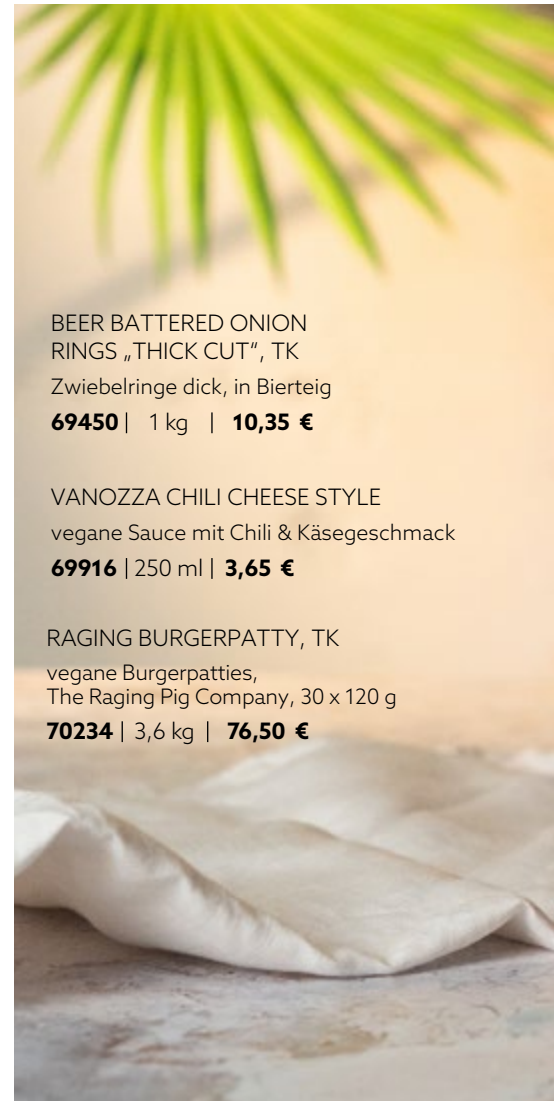 BEER BATTERED ONION
RINGS „THICK CUT“, TK
Zwiebelringe dick, in Bierteig
69450 | 1 kg | 10,35 €
VANOZZA CHILI CHEESE STYLE
vegane Sauce mit Chili & Käsegeschmack
69916 | 250 ml | 3,65 €
RAGING BURGERPATTY, TK
vegane Burgerpatties,
The Raging Pig Company, 30 x 120 g
70234 | 3,6 kg | 76,50 €